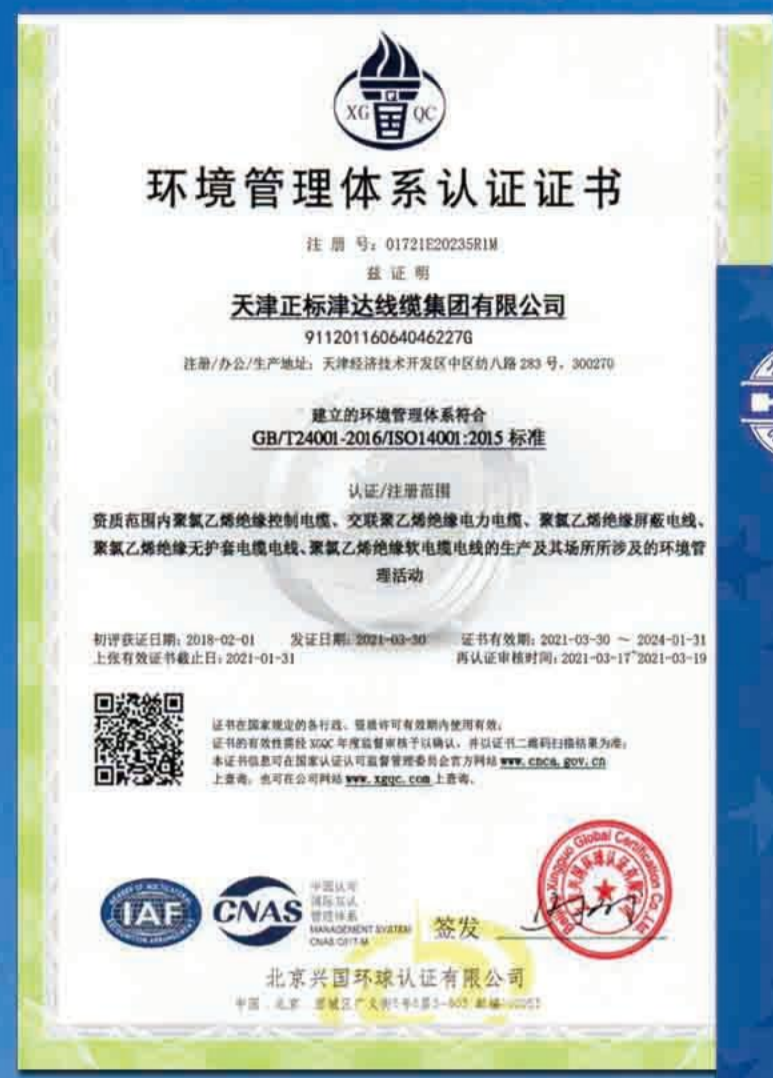 XG 国 QC
环境管理体系认证证书
注 册 号：01721E20235R1M
兹 证 明
天津正标津达线缆集团有限公司
91120116064046227G
注册/办公/生产地址：天津经济技术开发区中区纺八路 283 号，300270
建立的环境管理体系符合
GB/T24001-2016/ISO14001:2015 标准
认证/注册范围
资质范围内聚氯乙烯绝缘控制电缆、交联聚乙烯绝缘电力电缆、聚氯乙烯绝缘屏蔽电线、
聚氯乙烯绝缘无护套电缆电线、聚氯乙烯绝缘软电缆电线的生产及其场所所涉及的环境管
理活动
初评获证日期：2018-02-01 发证日期：2021-03-30 证书有效期：2021-03-30 ～ 2024-01-31
上张有效证书截止日：2021-01-31 再认证审核时间：2021-03-17~2021-03-19
证书在国家规定的各行政、资质许可有效期内使用有效；
证书的有效性需经 XGQC 年度监督审核予以确认，并以证书二维码扫描结果为准；
本证书信息可在国家认证认可监督管理委员会官方网站 www.cnca.gov.cn
上查询，也可在公司网站 www.xgqc.com 上查询。
IAF
CNAS
中国认可
国际互认
管理体系
MANAGEMENT SYSTEM
CNAS C017-M
签发
Beijing Xingguo Global Certification Co.,Ltd
北京兴国环球认证有限公司
中国 北京